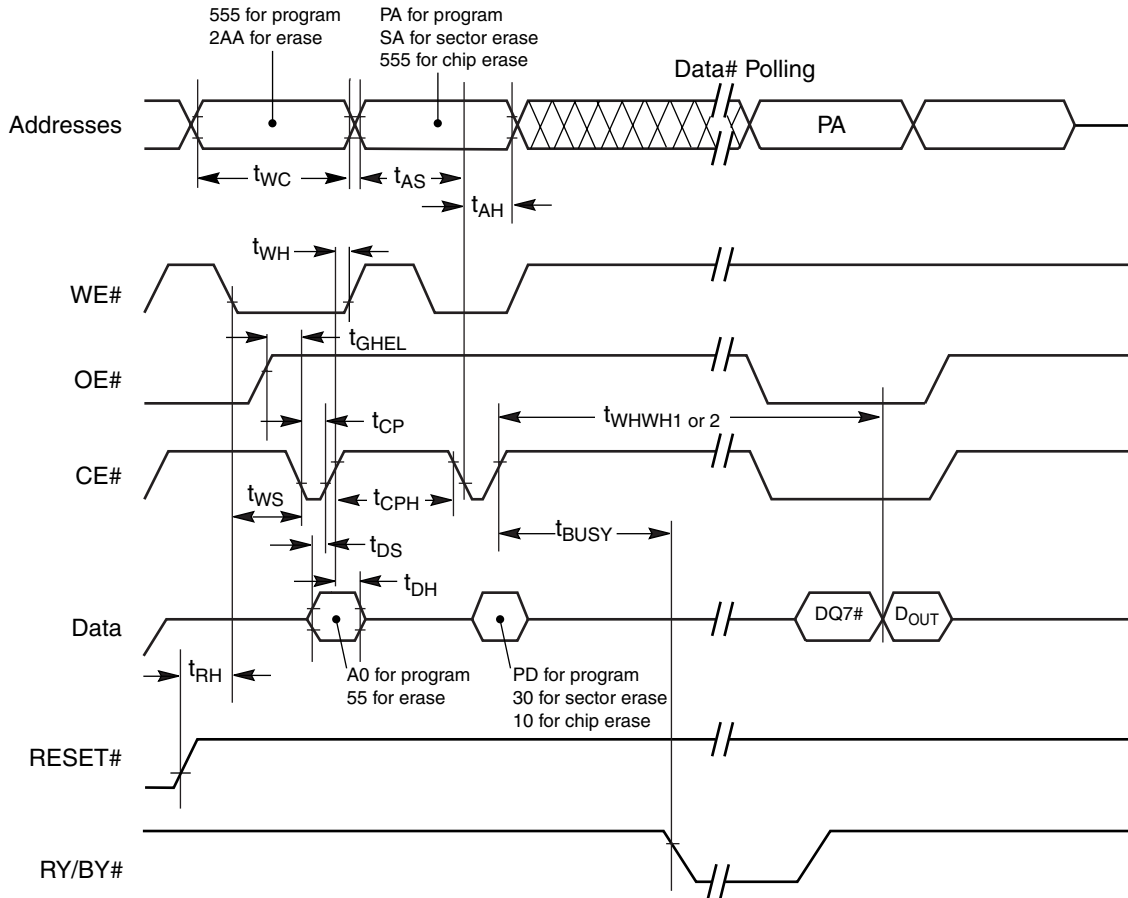 555 for program
2AA for erase
PA for program
SA for sector erase
555 for chip erase
Data# Polling
Addresses
PA
tWC
tAS
tAH
tWH
WE#
tGHEL
OE#
tWHWH1 or 2
tCP
CE#
tWS
tCPH
tBUSY
tDS
tDH
Data
DQ7#
DOUT
tRH
A0 for program
55 for erase
PD for program
30 for sector erase
10 for chip erase
RESET#
RY/BY#